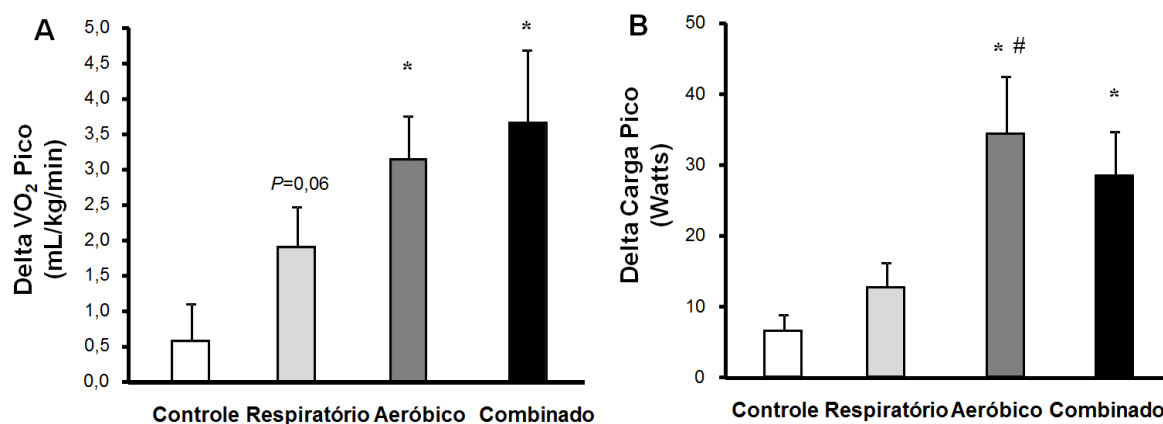 A
Delta VO₂ Pico
(mL/kg/min)
5,0
4,5
4,0
3,5
3,0
2,5
2,0
1,5
1,0
0,5
0,0
P=0,06
*
*
Controle Respiratório Aeróbico Combinado
B
Delta Carga Pico
(Watts)
50
40
30
20
10
0
* #
*
Controle Respiratório Aeróbico Combinado